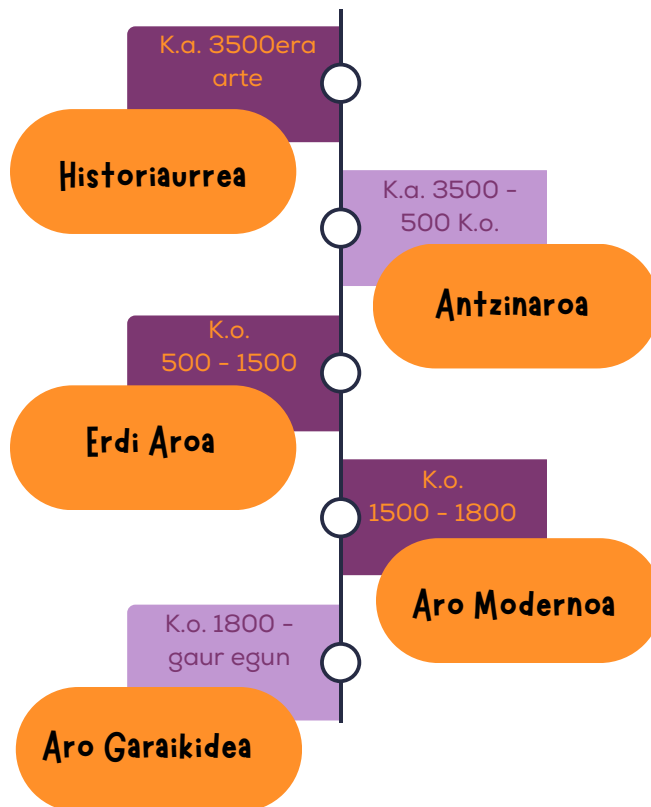 K.a. 3500era
arte
Historiaurrea
K.a. 3500 -
500 K.o.
Antzinaroa
K.o.
500 - 1500
Erdi Aroa
K.o.
1500 - 1800
Aro Modernoa
K.o. 1800 -
gaur egun
Aro Garaikidea